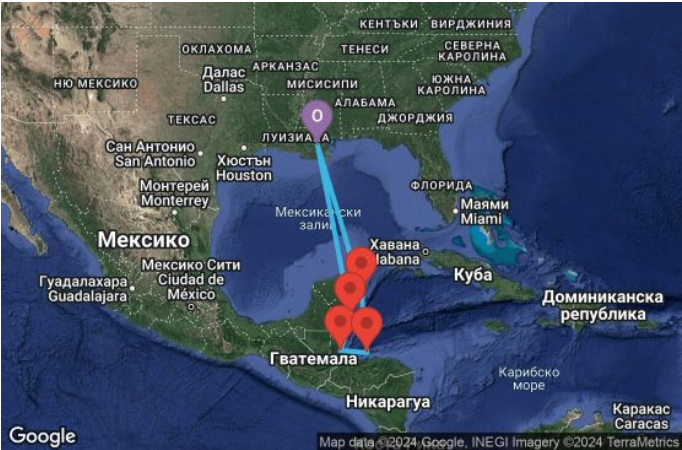 КЕНТЪКИ
ВИРДЖИНИЯ
ОКЛАХОМА
ТЕНЕСИ
СЕВЕРНА
КАРОЛИНА
АРКАНЗАС
Далас
Dallas
НЮ МЕКСИКО
МИСИСИПИ
ЮЖНА
КАРОЛИНА
АЛАБАМА
ТЕКСАС
ДЖОРДЖИЯ
O
ЛУИЗИАНА
Сан Антонио
San Antonio
Хюстън
Houston
ФЛОРИДА
Монтерей
Monterrey
Маями
Miami
Мексикански
залив
Мексико
Хавана
Habana
Мексико Сити
Ciudad de
México
Куба
Гуадалахара
Guadalajara
Доминиканска
република
Гватемала
Карибско
море
Никарагуа
Каракас
Caracas
Google
Map data ©2024 Google, INEGI Imagery ©2024 TerraMetrics